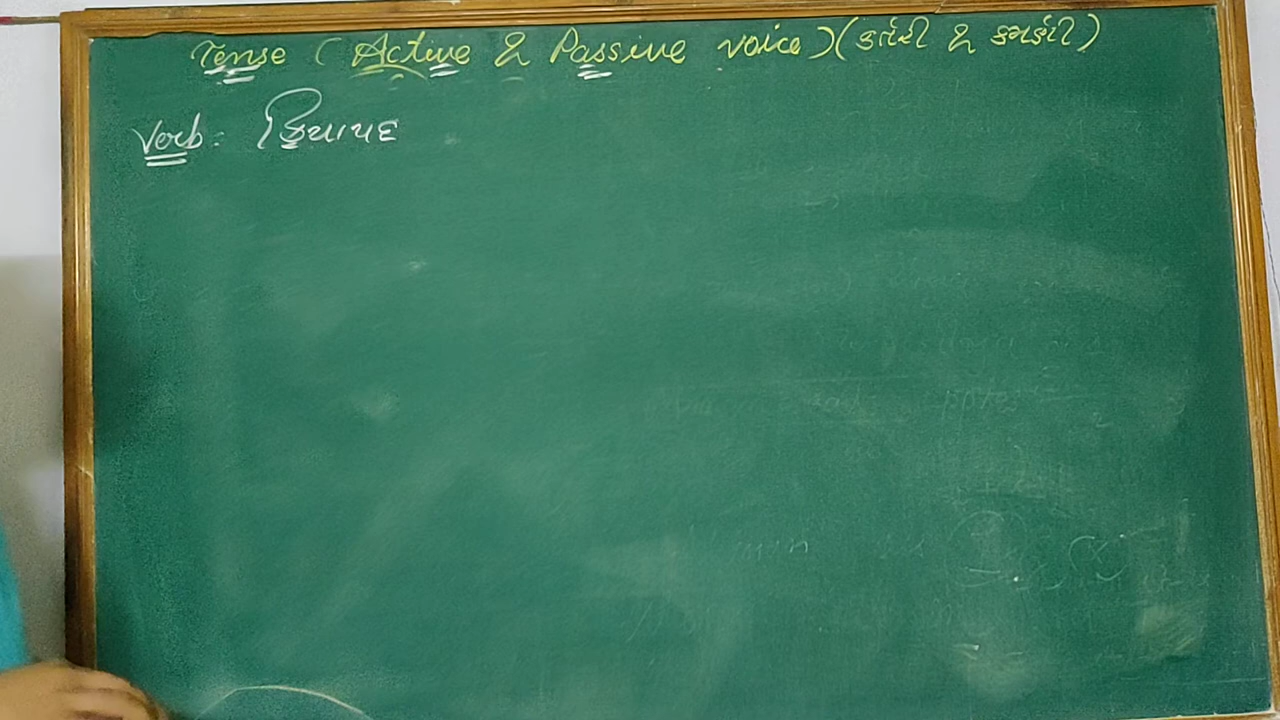 Tense (Active & Passive voice) (કર્તરી & કર્મણી)
Verb: ક્રિયાપદ